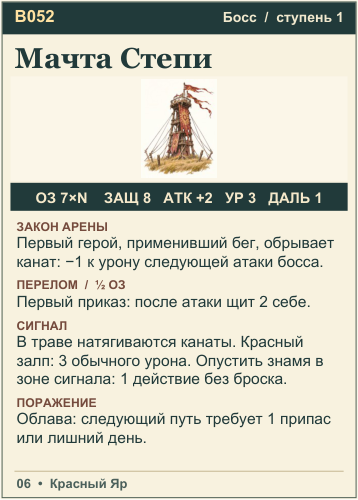 B052
Босс / ступень 1
Мачта Степи
ОЗ 7×N ЗАЩ 8 АТК +2 УР 3 ДАЛЬ 1
ЗАКОН АРЕНЫ
Первый герой, применивший бег, обрывает
канат: −1 к урону следующей атаки босса.
ПЕРЕЛОМ / ½ ОЗ
Первый приказ: после атаки щит 2 себе.
СИГНАЛ
В траве натягиваются канаты. Красный
залп: 3 обычного урона. Опустить знамя в
зоне сигнала: 1 действие без броска.
ПОРАЖЕНИЕ
Облава: следующий путь требует 1 припас
или лишний день.
06 • Красный Яр